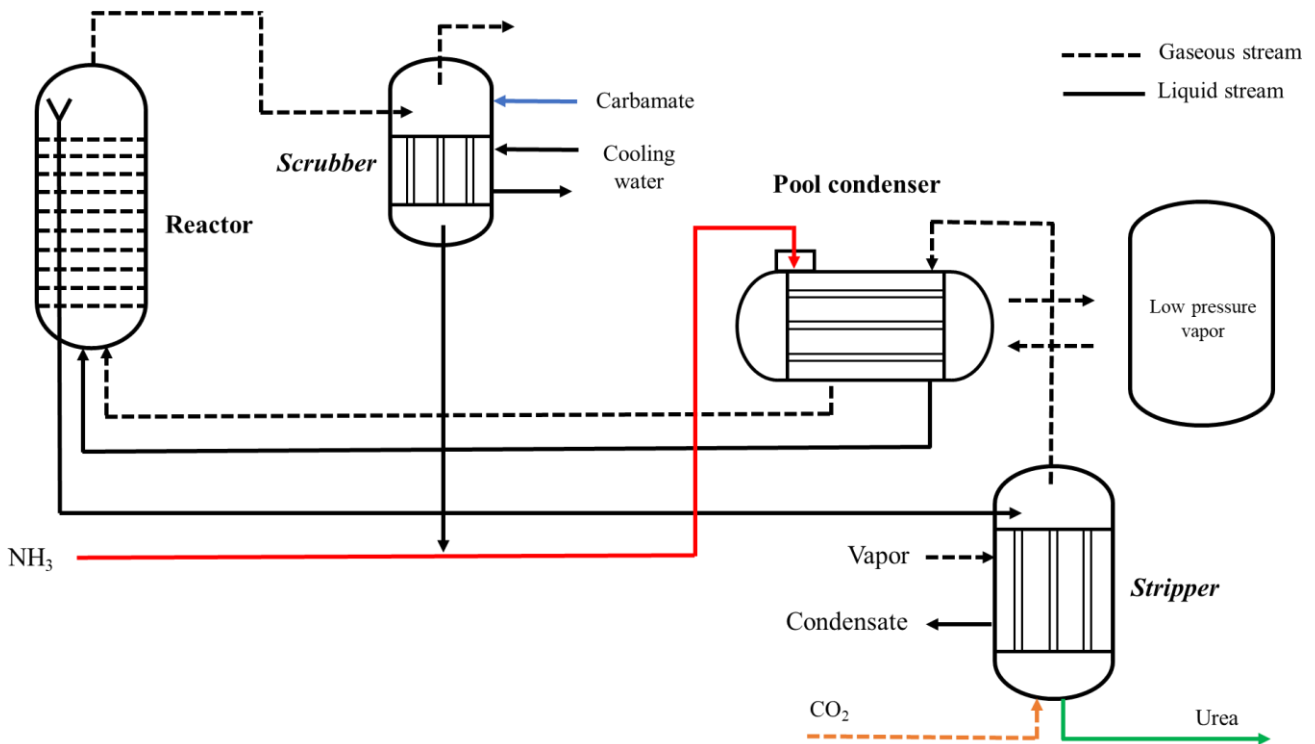 Gaseous stream
Liquid stream
Carbamate
Scrubber
Cooling
water
Pool condenser
Reactor
Low pressure
vapor
NH₃
Vapor
Stripper
Condensate
CO₂
Urea